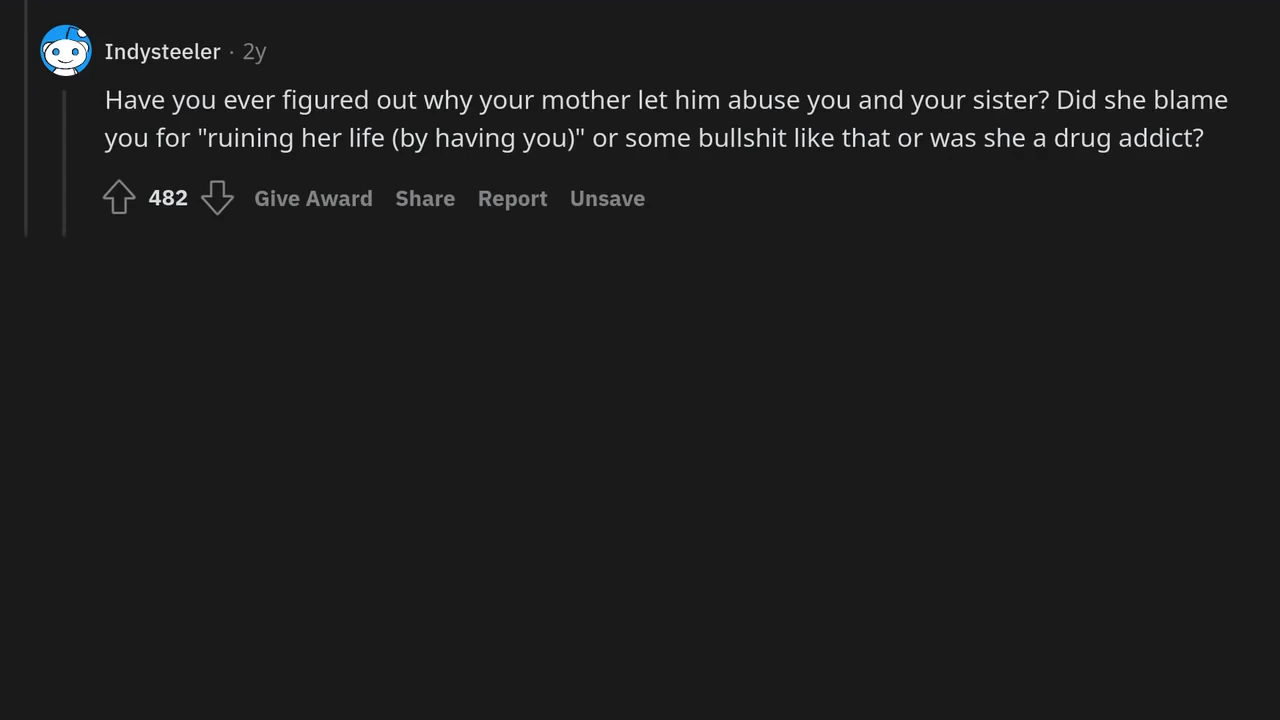 Indysteeler · 2y
Have you ever figured out why your mother let him abuse you and your sister? Did she blame
you for "ruining her life (by having you)" or some bullshit like that or was she a drug addict?
482 Give Award Share Report Unsave